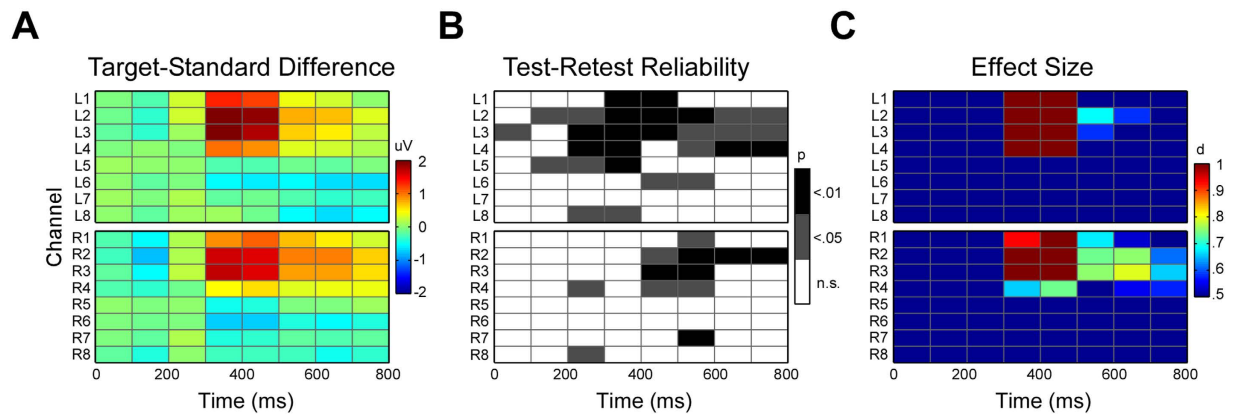 A
B
C
Target-Standard Difference
Test-Retest Reliability
Effect Size
Channel
L1
L2
L3
L4
L5
L6
L7
L8
R1
R2
R3
R4
R5
R6
R7
R8
0 200 400 600 800
Time (ms)
uV
2
1
0
-1
-2
L1
L2
L3
L4
L5
L6
L7
L8
R1
R2
R3
R4
R5
R6
R7
R8
0 200 400 600 800
Time (ms)
p
<.01
<.05
n.s.
L1
L2
L3
L4
L5
L6
L7
L8
R1
R2
R3
R4
R5
R6
R7
R8
0 200 400 600 800
Time (ms)
d
1
.9
.8
.7
.6
.5